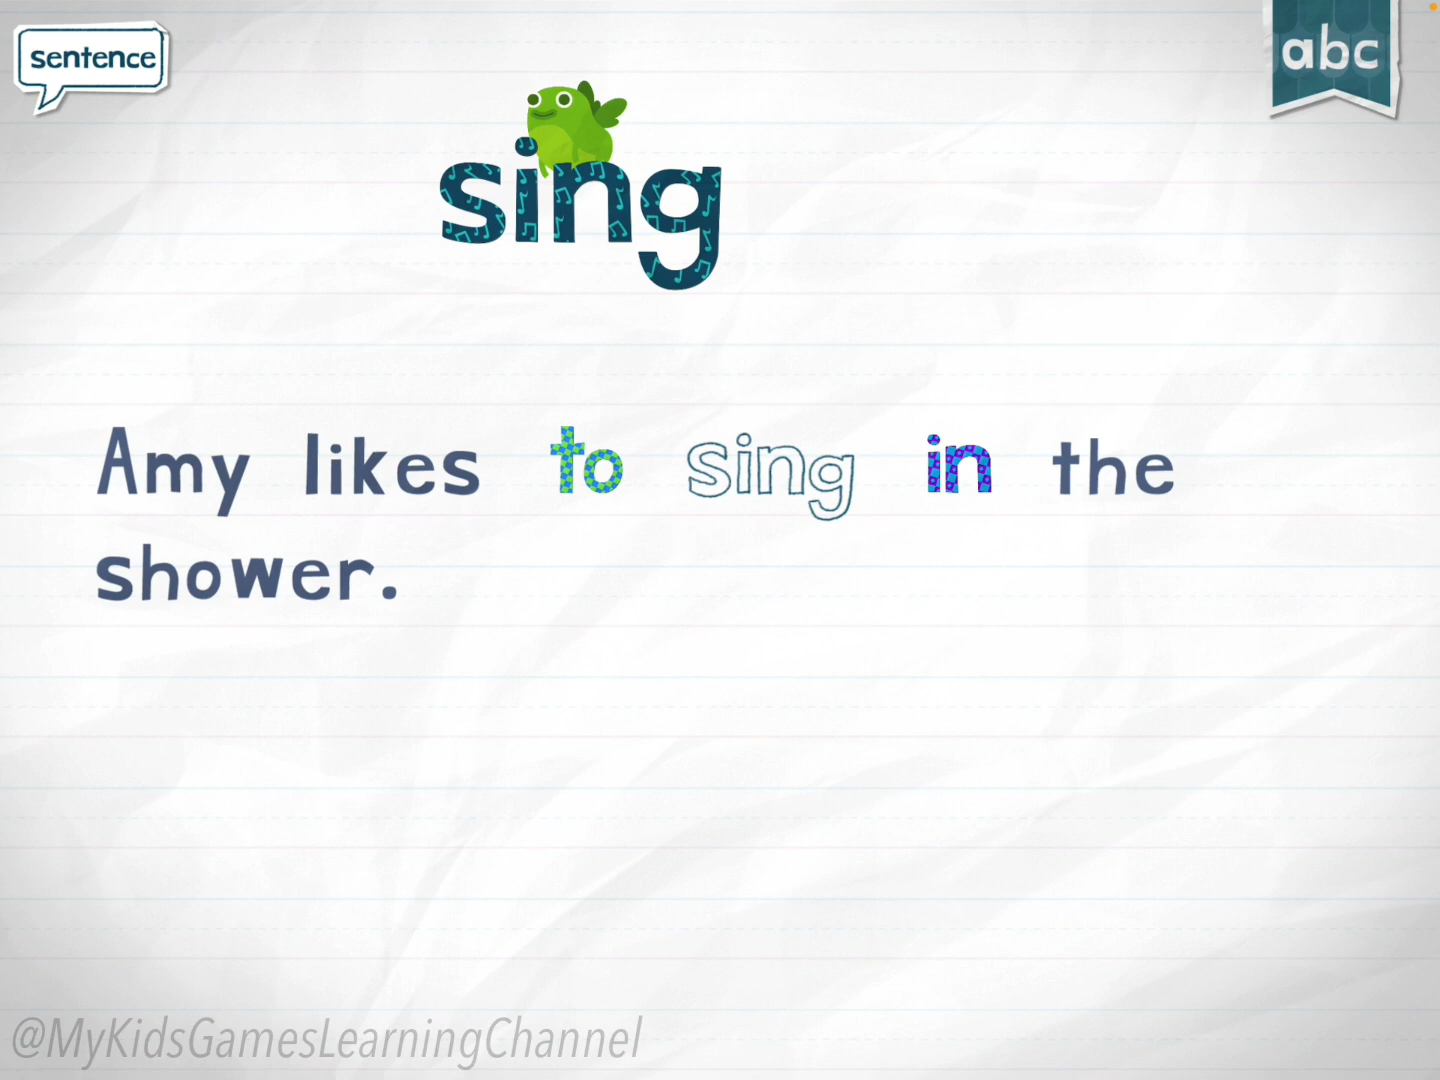 sentence
abc
sing
Amy likes to sing in the
shower.
@MyKidsGamesLearningChannel